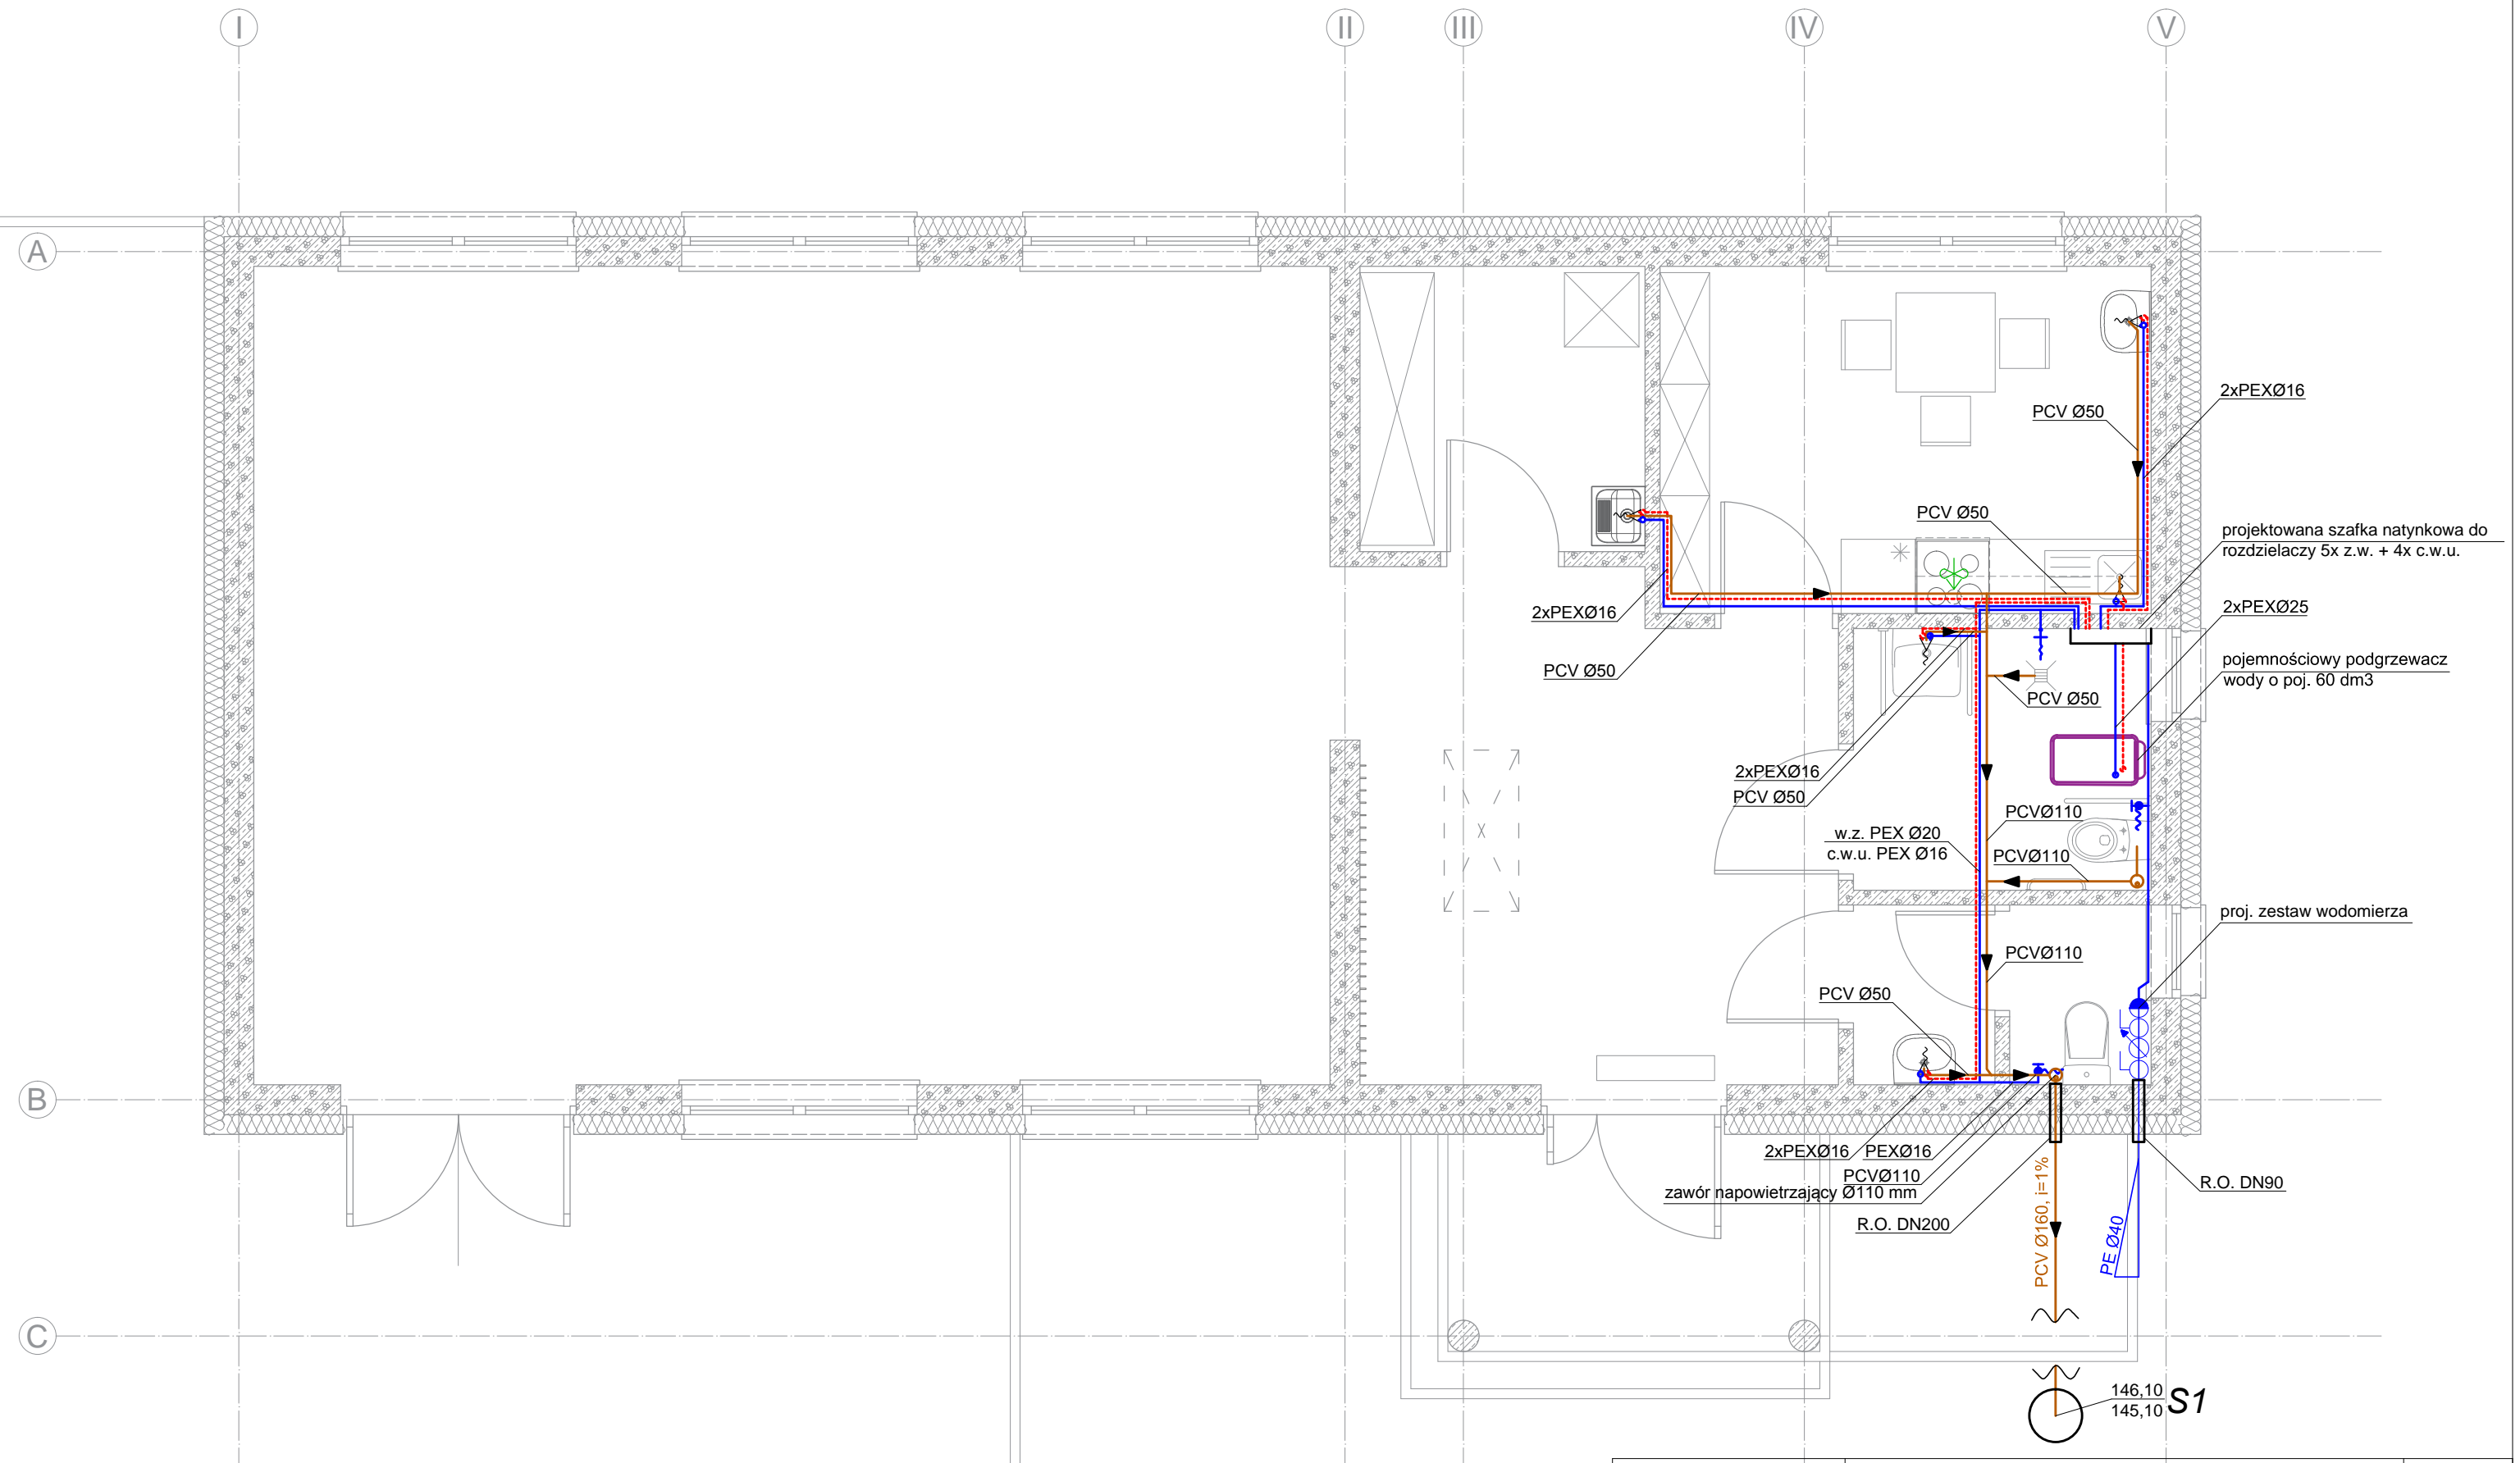 I
II
III
IV
V
A
2xPEXØ16
PCV Ø50
PCV Ø50
projektowana szafka natynkowa do
rozdzielaczy 5x z.w. + 4x c.w.u.
2xPEXØ16
2xPEXØ25
PCV Ø50
pojemnościowy podgrzewacz
wody o poj. 60 dm3
PCV Ø50
2xPEXØ16
PCV Ø50
PCVØ110
w.z. PEX Ø20
c.w.u. PEX Ø16
PCVØ110
proj. zestaw wodomierza
PCVØ110
PCV Ø50
B
2xPEXØ16
PEXØ16
PCVØ110
zawór napowietrzający Ø110 mm
R.O. DN200
R.O. DN90
PCV Ø160, i=1%
PE Ø40
C
146,10
145,10
S1